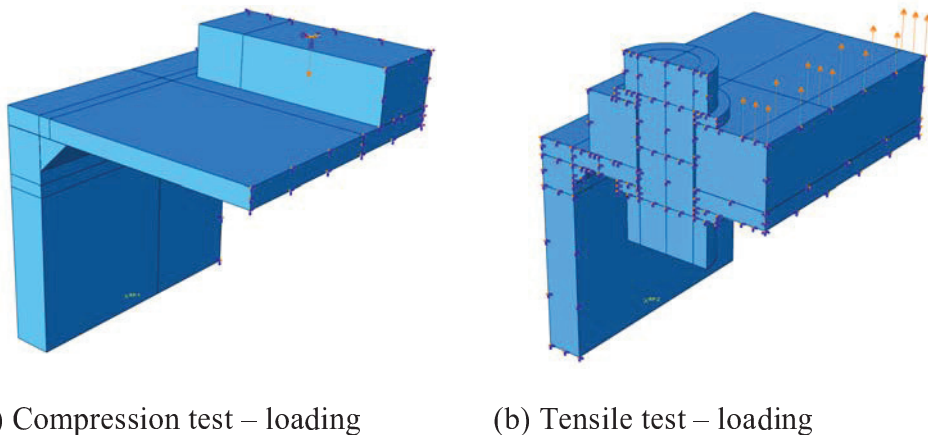 ) Compression test – loading
(b) Tensile test – loading